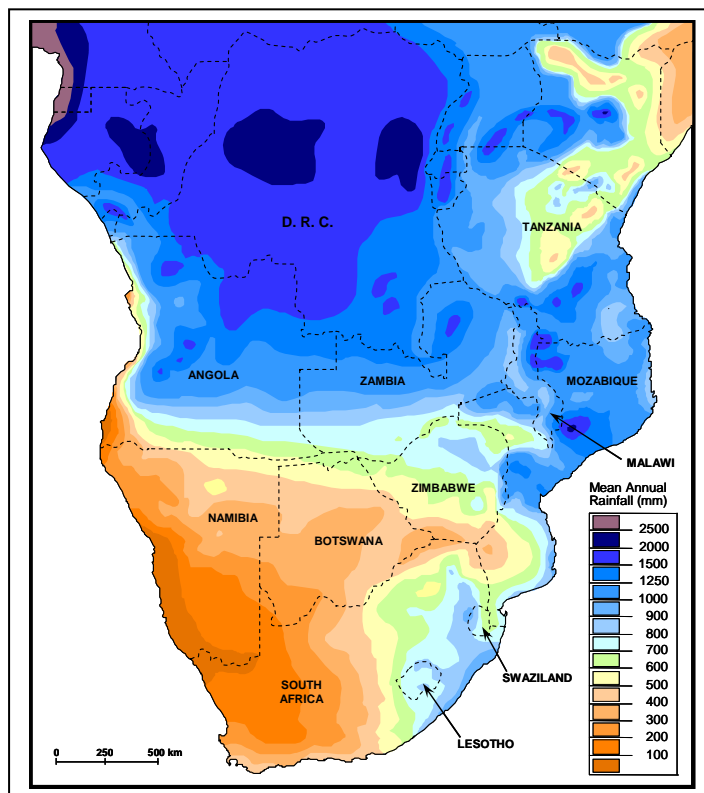 D. R. C.
TANZANIA
ANGOLA
ZAMBIA
MOZABIQUE
MALAWI
ZIMBABWE
NAMIBIA
BOTSWANA
SWAZILAND
SOUTH
AFRICA
LESOTHO
0 250 500 km
Mean Annual
Rainfall (mm)
2500
2000
1500
1250
1000
900
800
700
600
500
400
300
200
100